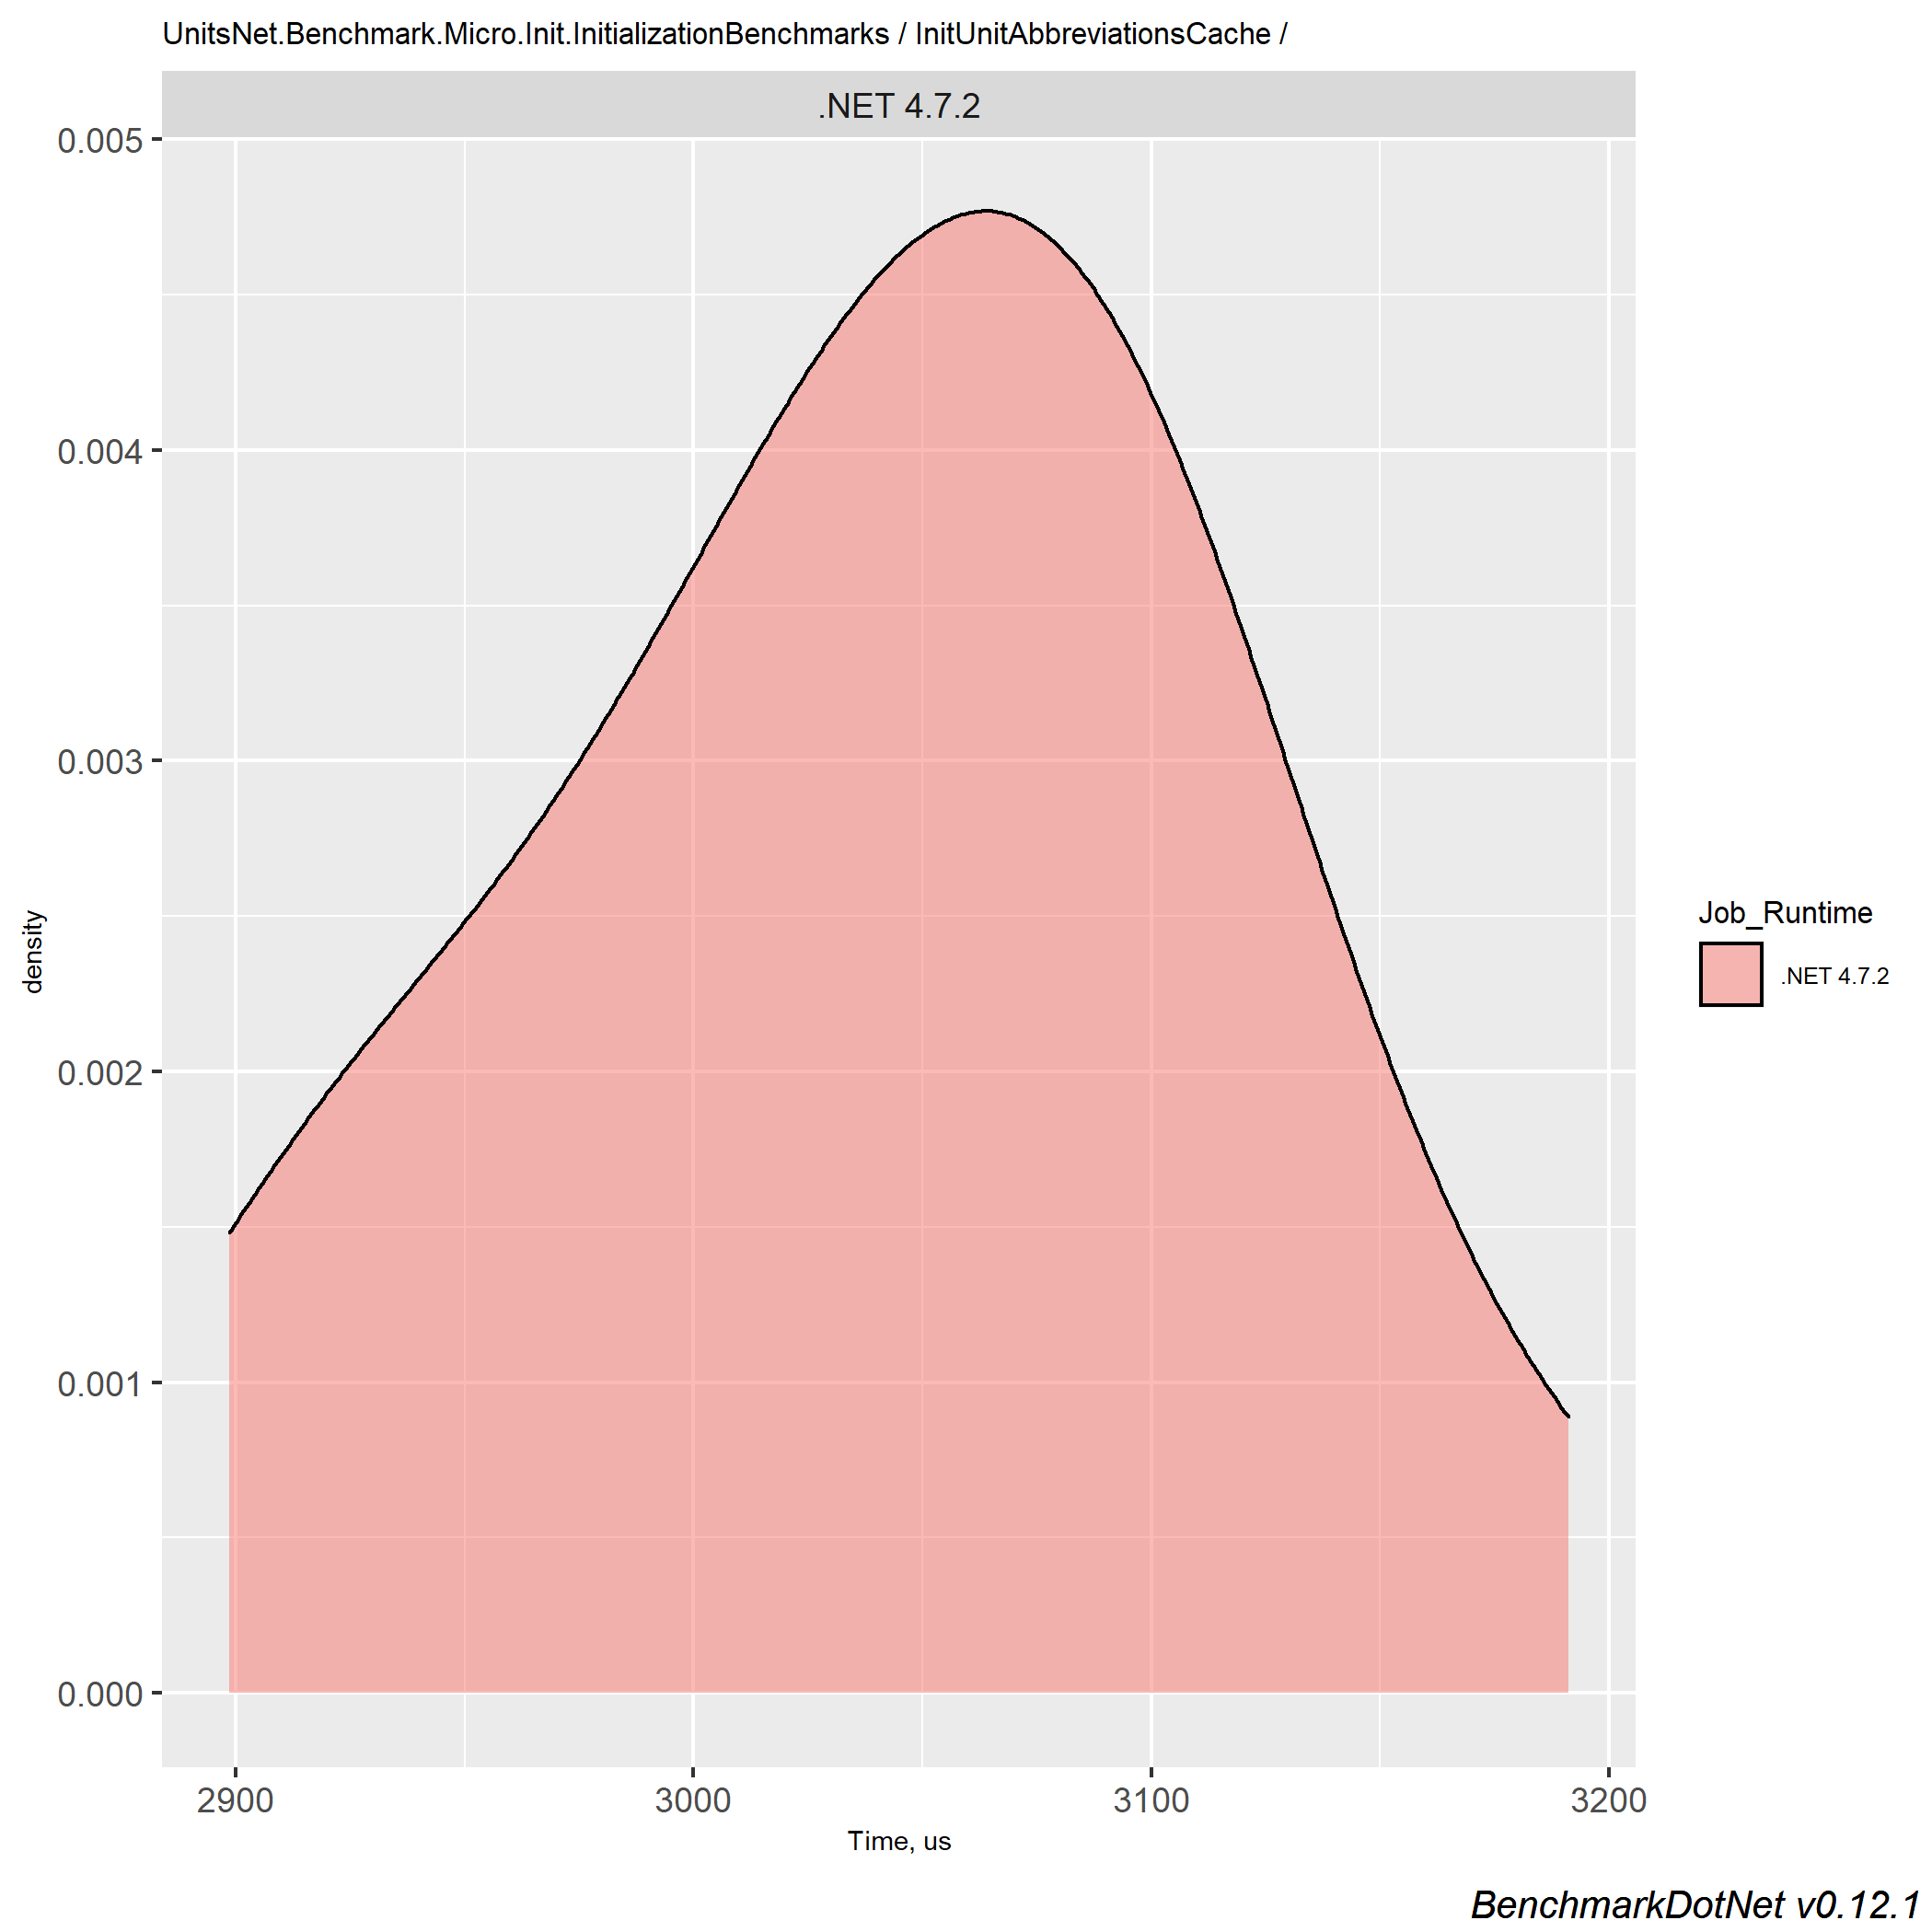 UnitsNet.Benchmark.Micro.Init.InitializationBenchmarks / InitUnitAbbreviationsCache /
.NET 4.7.2
0.005
0.004
0.003
0.002
0.001
0.000
density
2900 3000 3100 3200
Time, us
Job_Runtime
.NET 4.7.2
BenchmarkDotNet v0.12.1